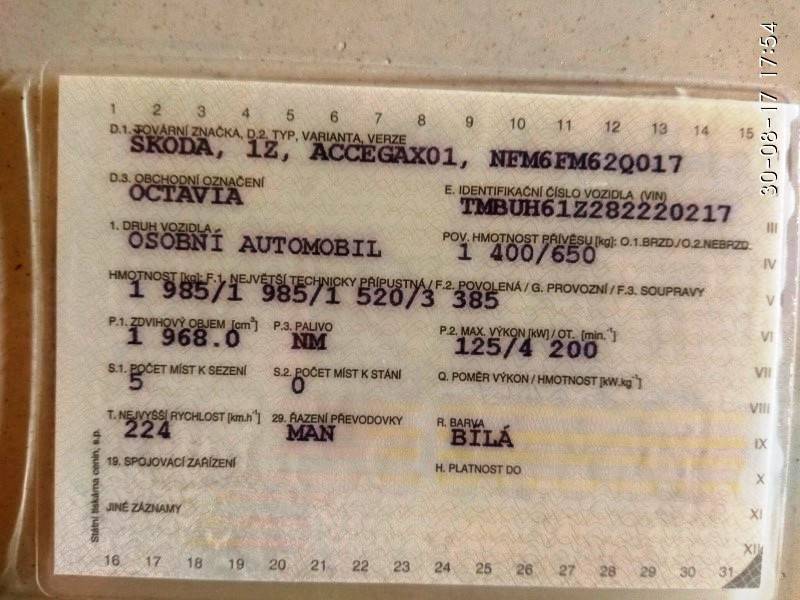 30-08-17 17:54
1 2 3 4 5 6 7 8 9 10 11 12 13 14 15
D.1. TOVÁRNÍ ZNAČKA, D.2. TYP, VARIANTA, VERZE
ŠKODA, 1Z, ACCEGAX01, NFM6FM62Q017
D.3. OBCHODNÍ OZNAČENÍ E. IDENTIFIKAČNÍ ČÍSLO VOZIDLA (VIN)
OCTAVIA TMBUH61Z282220217
III
1. DRUH VOZIDLA POV. HMOTNOST PŘÍVĚSU [kg]: O.1.BRZD./O.2.NEBRZD.
OSOBNÍ AUTOMOBIL 1 400/650
IV
HMOTNOST [kg]: F.1. NEJVĚTŠÍ TECHNICKY PŘÍPUSTNÁ / F.2. POVOLENÁ / G. PROVOZNÍ / F.3. SOUPRAVY
1 985/1 985/1 520/3 385 V
P.1. ZDVIHOVÝ OBJEM [cm³] P.3. PALIVO P.2. MAX. VÝKON [kW] / OT. [min.⁻¹] VI
1 968.0 NM 125/4 200
S.1. POČET MÍST K SEZENÍ S.2. POČET MÍST K STÁNÍ Q. POMĚR VÝKON / HMOTNOST [kW.kg⁻¹] VII
5 0
VIII
T. NEJVYŠŠÍ RYCHLOST [km.h⁻¹] 29. ŘAZENÍ PŘEVODOVKY R. BARVA
224 MAN BÍLÁ IX
19. SPOJOVACÍ ZAŘÍZENÍ H. PLATNOST DO
X
JINÉ ZÁZNAMY XI
Státní tiskárna cenin, s.p.
XII
16 17 18 19 20 21 22 23 24 25 26 27 28 29 30 31